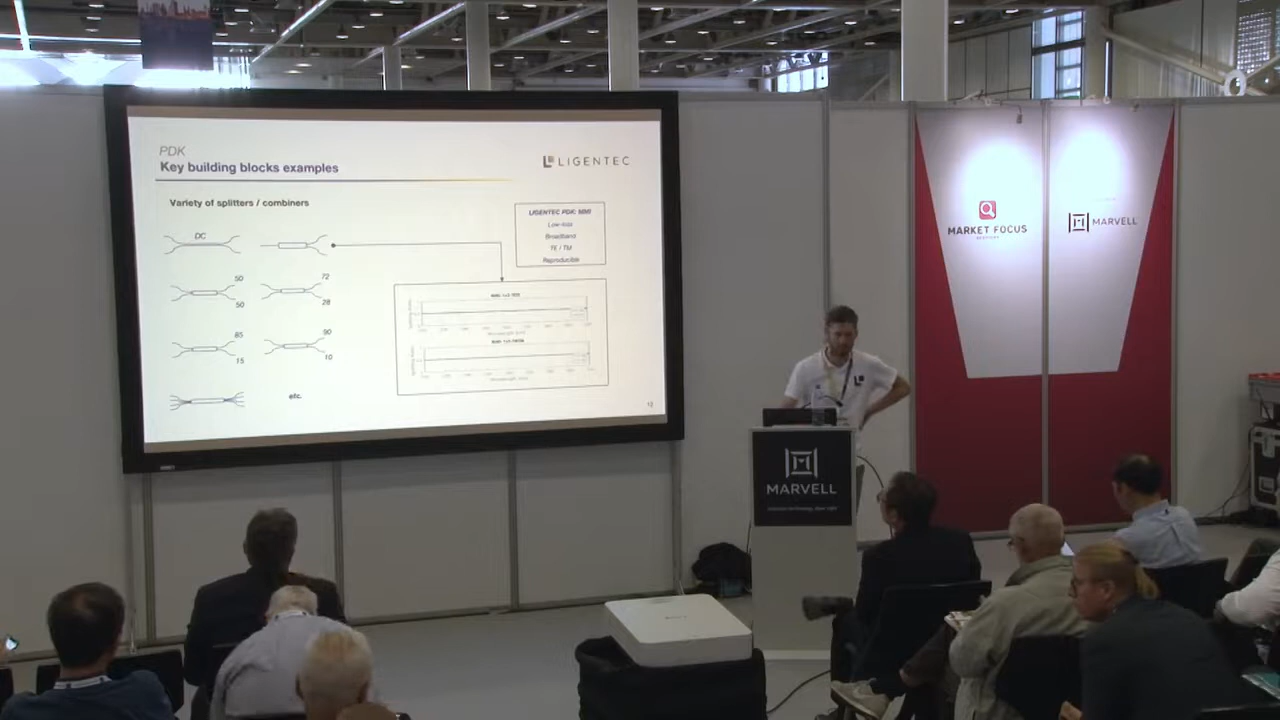 PDK
Key building blocks examples
LIGENTEC
Variety of splitters / combiners
DC
50
50
72
28
85
15
90
10
etc.
LIGENTEC PDK: MMI
Low-loss
Broadband
TE / TM
Reproducible
12
MARKET FOCUS
MARVELL
MARVELL